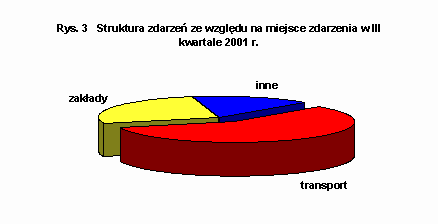 Rys. 3 Struktura zdarzeń ze względu na miejsce zdarzenia w III
kwartale 2001 r.
inne
zakłady
transport